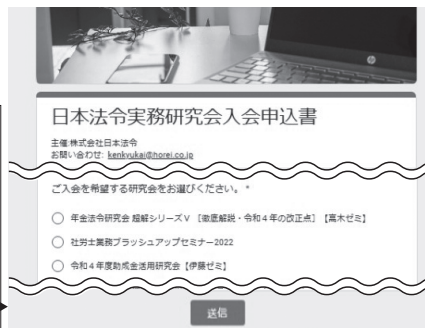 hp
日本法令実務研究会入会申込書
主催:株式会社日本法令
お問い合わせ: kenkyukai@horei.co.jp
ご入会を希望する研究会をお選びください。*
年金法令研究会 超解シリーズⅤ [徹底解説・令和4年の改正点]【高木ゼミ】
社労士業務ブラッシュアップセミナー2022
令和4年度助成金活用研究会【伊藤ゼミ】
送信